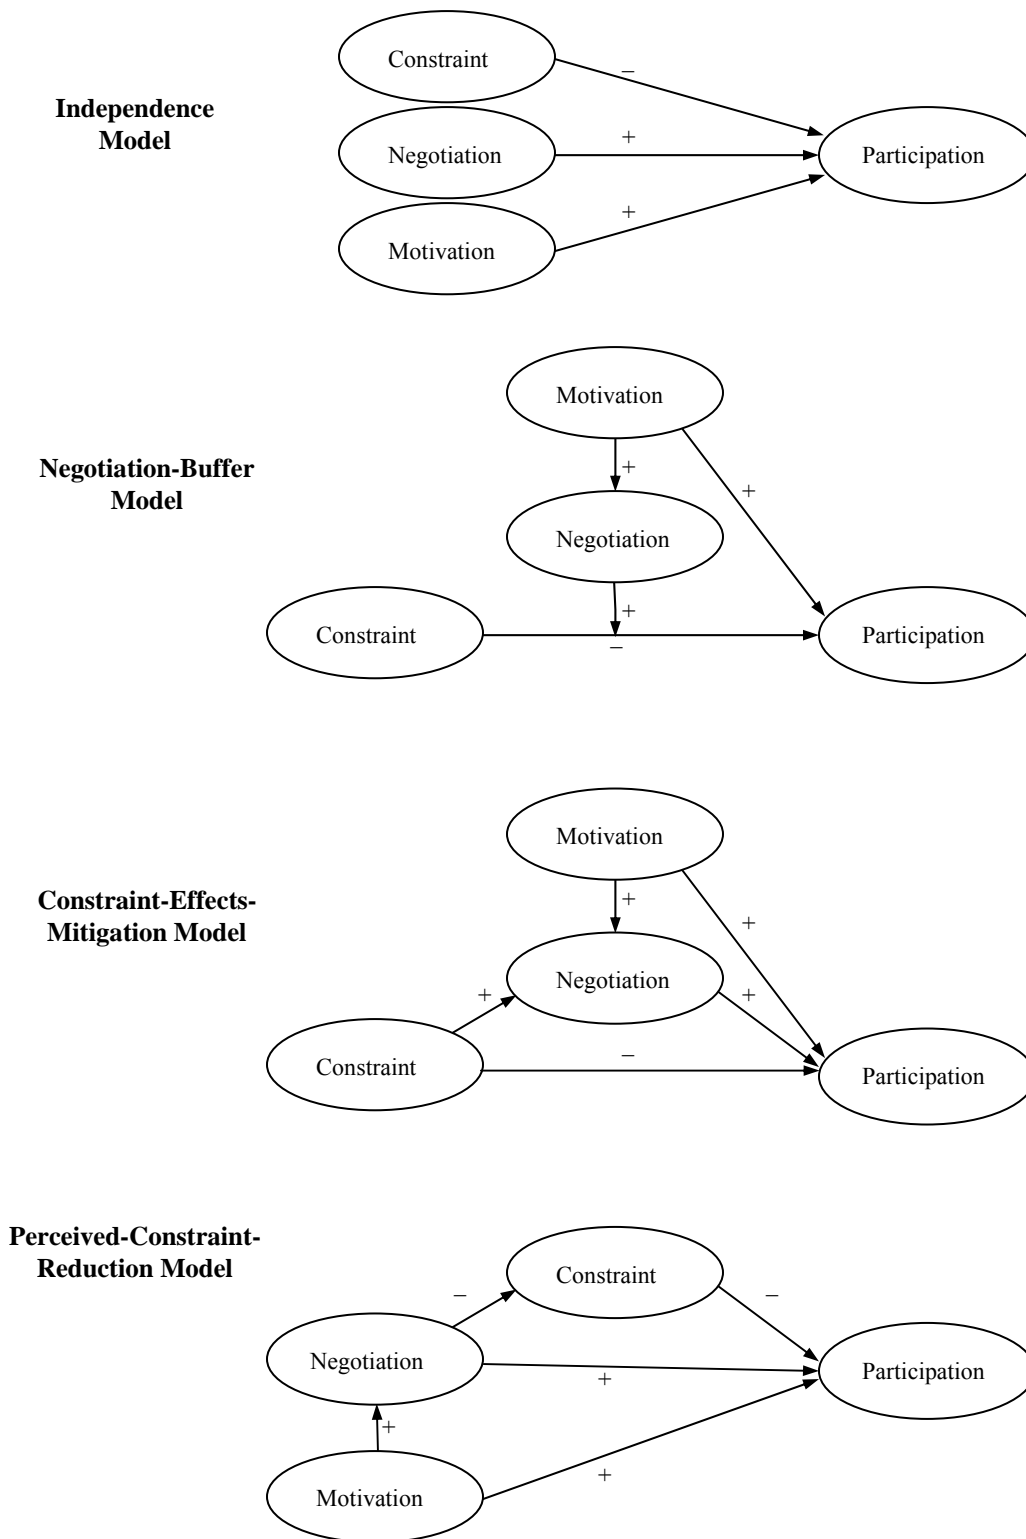 Constraint
–
Independence
Model
Negotiation
+
Participation
+
Motivation
Motivation
Negotiation-Buffer
Model
+
+
Negotiation
+
Constraint
–
Participation
Motivation
Constraint-Effects-
Mitigation Model
+
+
Negotiation
+
+
Constraint
–
Participation
Perceived-Constraint-
Reduction Model
Constraint
–
–
Negotiation
+
Participation
+
+
Motivation